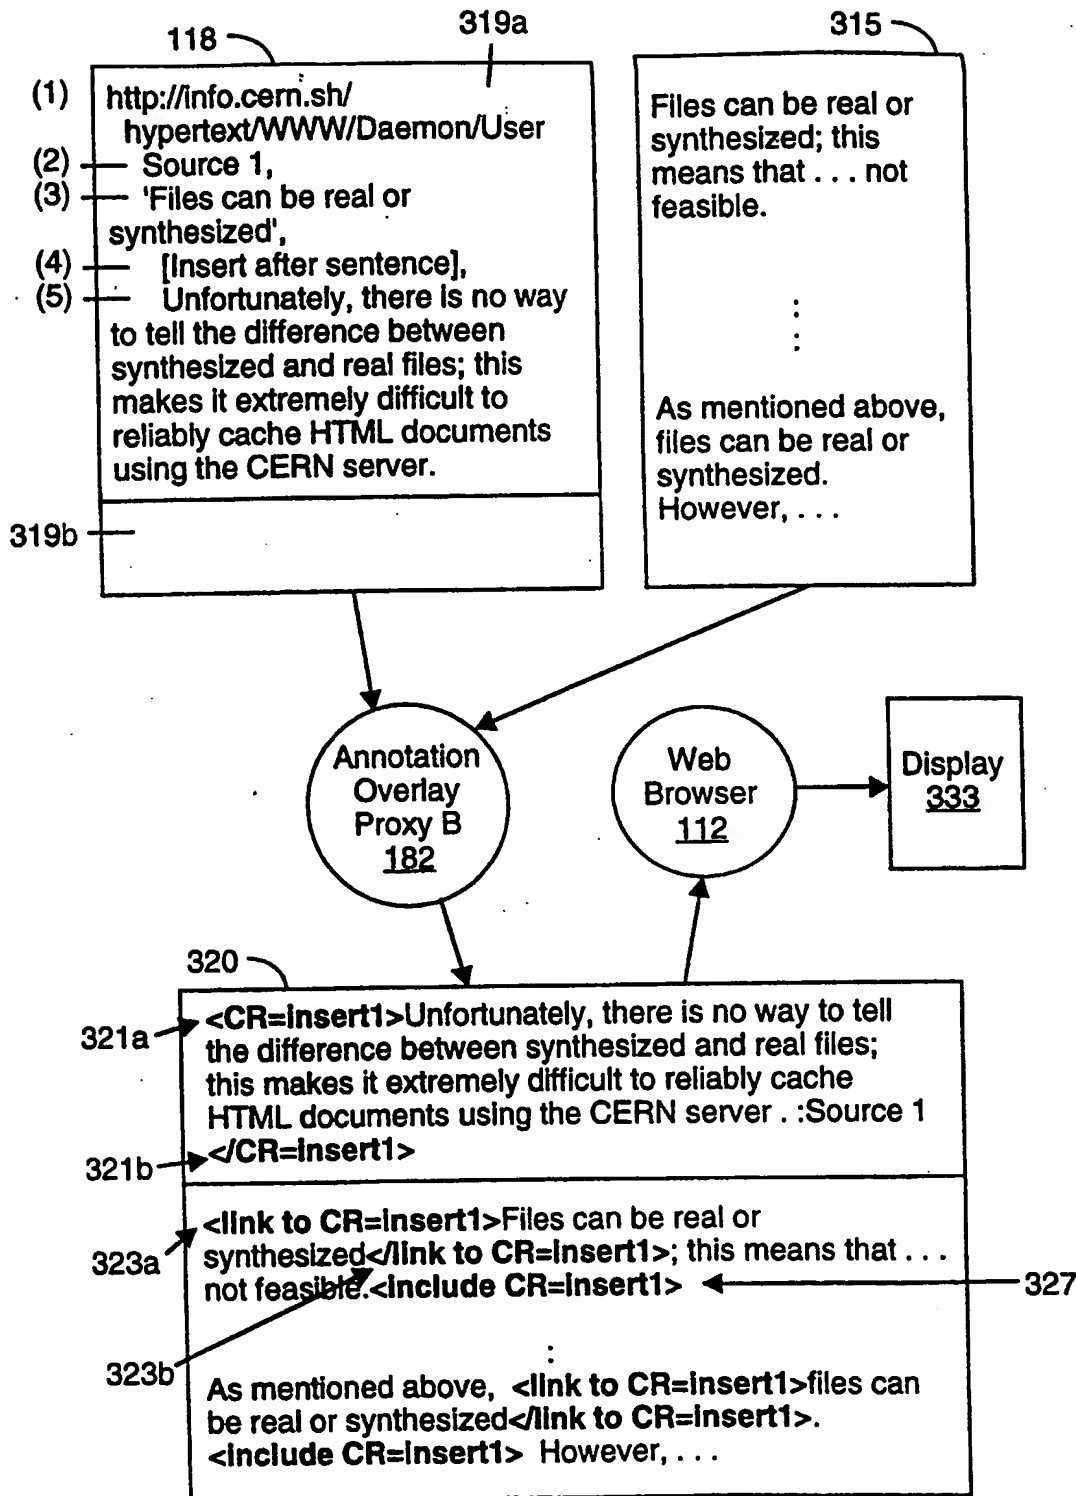 118
319a
(1) http://info.cern.sh/
hypertext/WWW/Daemon/User
(2) Source 1,
(3) 'Files can be real or
synthesized',
(4) [Insert after sentence],
(5) Unfortunately, there is no way
to tell the difference between
synthesized and real files; this
makes it extremely difficult to
reliably cache HTML documents
using the CERN server.
319b
315
Files can be real or
synthesized; this
means that . . . not
feasible.
As mentioned above,
files can be real or
synthesized.
However, . . .
Annotation
Overlay
Proxy B
182
Web
Browser
112
Display
333
320
321a
<CR=insert1>Unfortunately, there is no way to tell
the difference between synthesized and real files;
this makes it extremely difficult to reliably cache
HTML documents using the CERN server . :Source 1
321b
</CR=insert1>
323a
<link to CR=insert1>Files can be real or
synthesized</link to CR=insert1>; this means that . . .
not feasible.<include CR=insert1>
327
323b
As mentioned above, <link to CR=insert1>files can
be real or synthesized</link to CR=insert1>.
<include CR=insert1> However, . . .